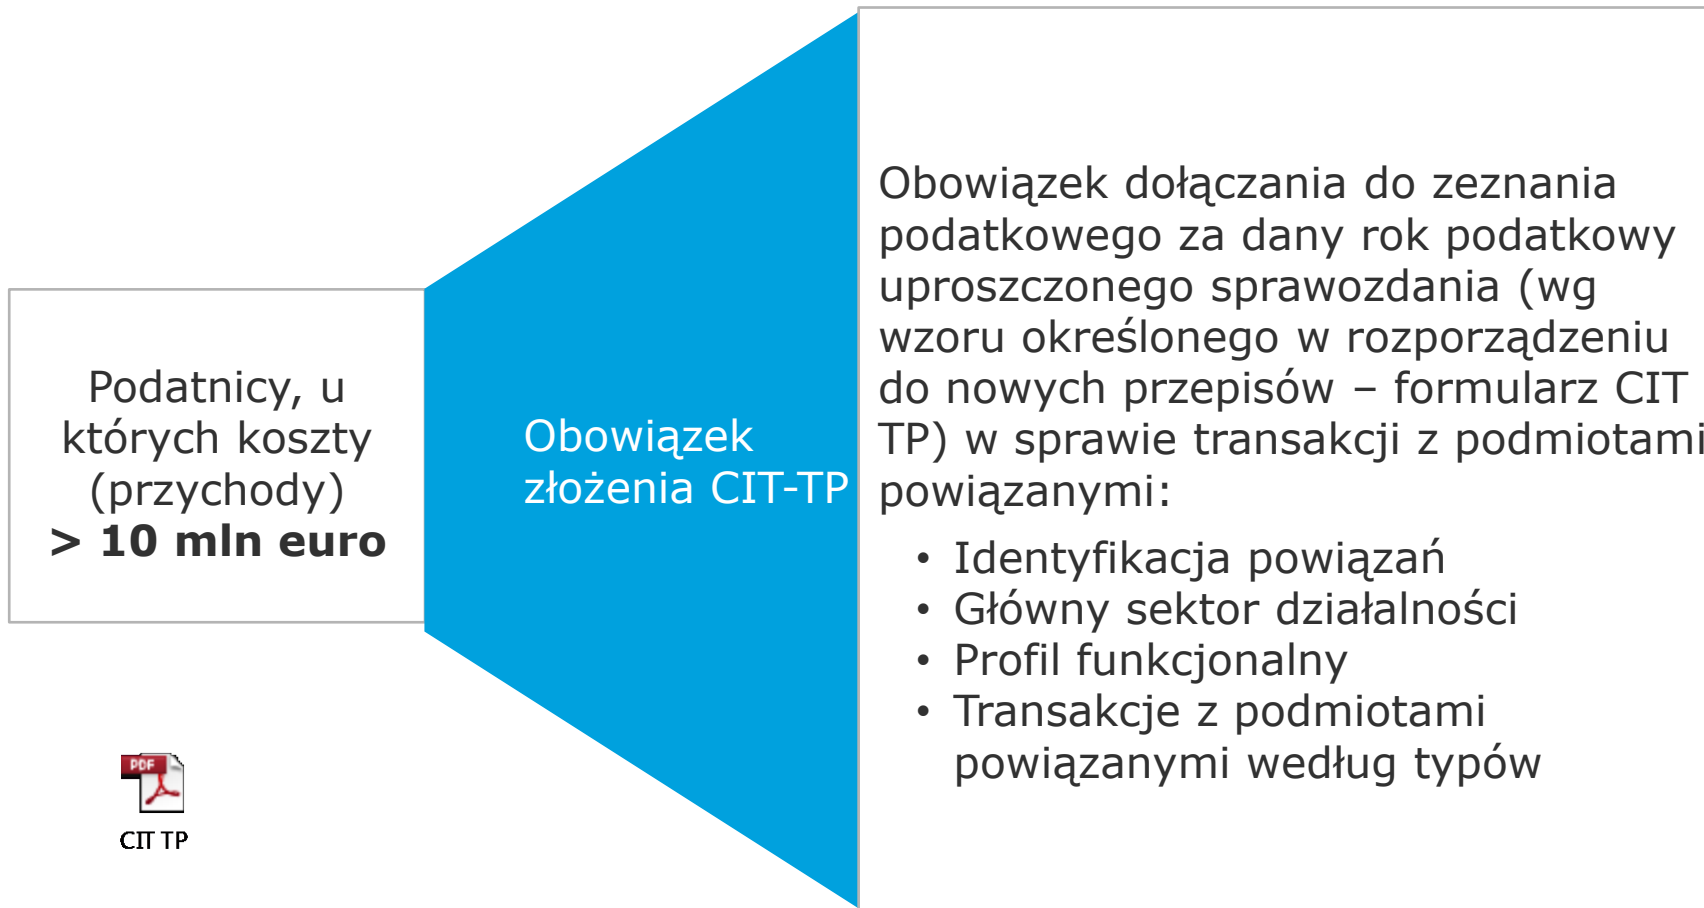 Podatnicy, u
których koszty
(przychody)
> 10 mln euro
PDF
CIT TP
Obowiązek
złożenia CIT-TP
Obowiązek dołączania do zeznania
podatkowego za dany rok podatkowy
uproszczonego sprawozdania (wg
wzoru określonego w rozporządzeniu
do nowych przepisów – formularz CIT
TP) w sprawie transakcji z podmiotami
powiązanymi:
• Identyfikacja powiązań
• Główny sektor działalności
• Profil funkcjonalny
• Transakcje z podmiotami
powiązanymi według typów